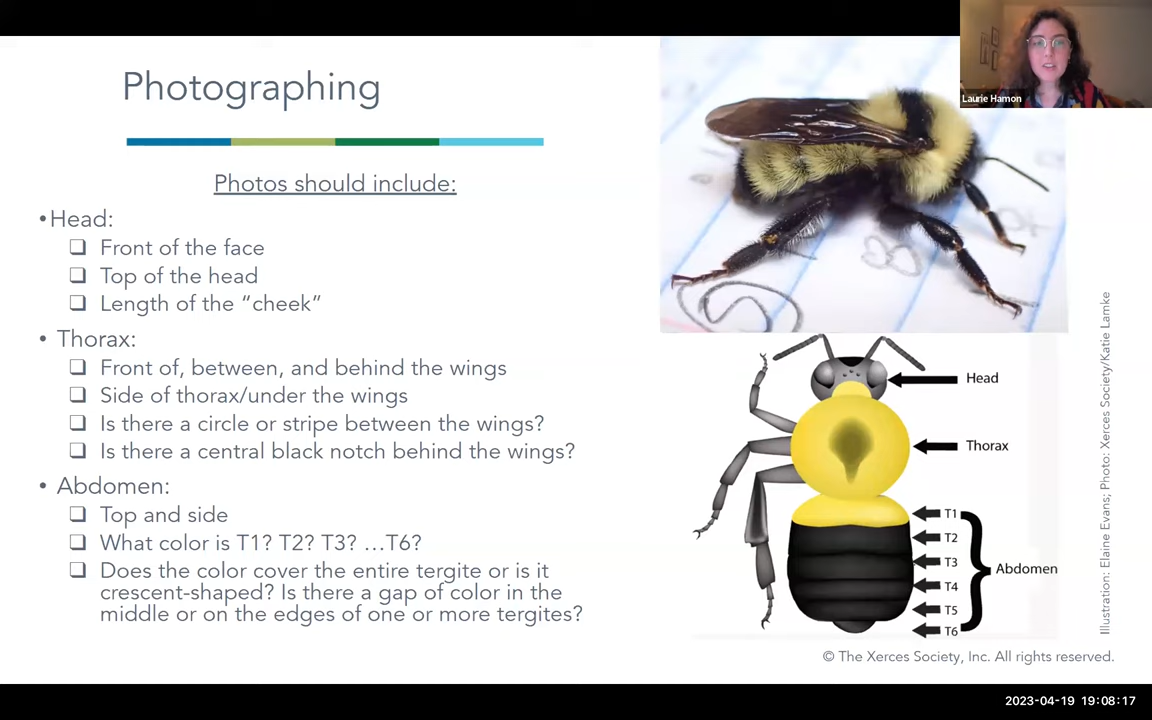 Photographing
Photos should include:
•Head:
❑ Front of the face
❑ Top of the head
❑ Length of the “cheek”
• Thorax:
❑ Front of, between, and behind the wings
❑ Side of thorax/under the wings
❑ Is there a circle or stripe between the wings?
❑ Is there a central black notch behind the wings?
• Abdomen:
❑ Top and side
❑ What color is T1? T2? T3? …T6?
❑ Does the color cover the entire tergite or is it
crescent-shaped? Is there a gap of color in the
middle or on the edges of one or more tergites?
Laurie Hamon
Head
Thorax
T1
T2
T3
T4
T5
T6
Abdomen
Illustration: Elaine Evans; Photo: Xerces Society/Katie Lamke
© The Xerces Society, Inc. All rights reserved.
2023-04-19 19:08:17